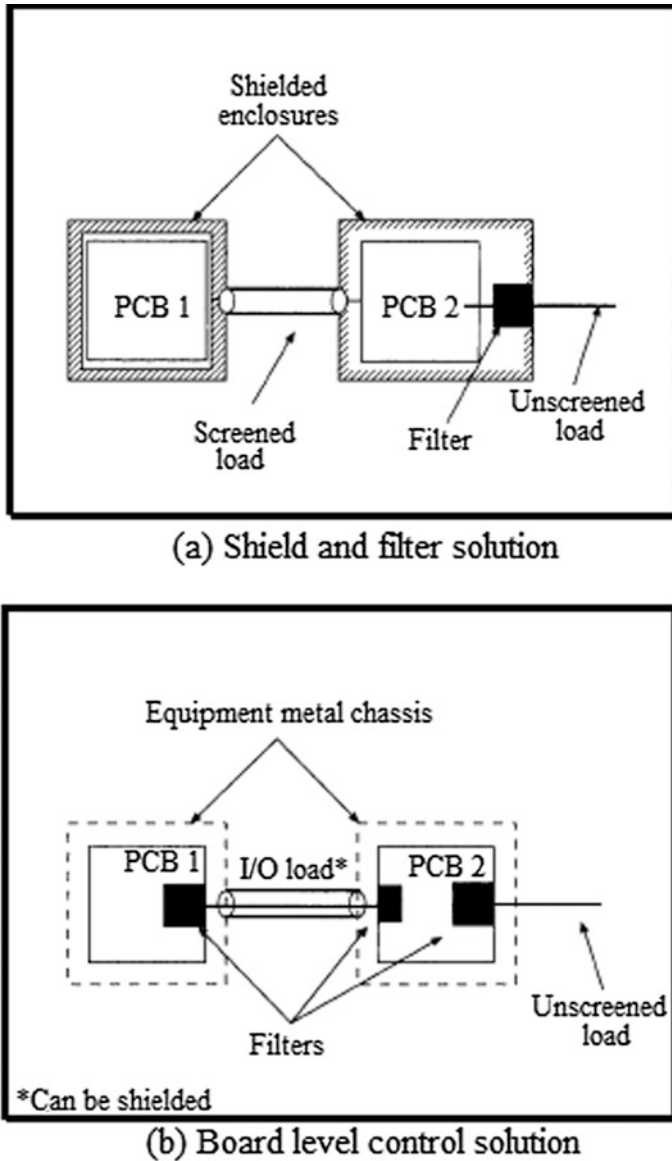 Shielded
enclosures
PCB 1
PCB 2
Screened
load
Filter
Unscreened
load
(a) Shield and filter solution
Equipment metal chassis
PCB 1
I/O load*
PCB 2
Filters
Unscreened
load
*Can be shielded
(b) Board level control solution